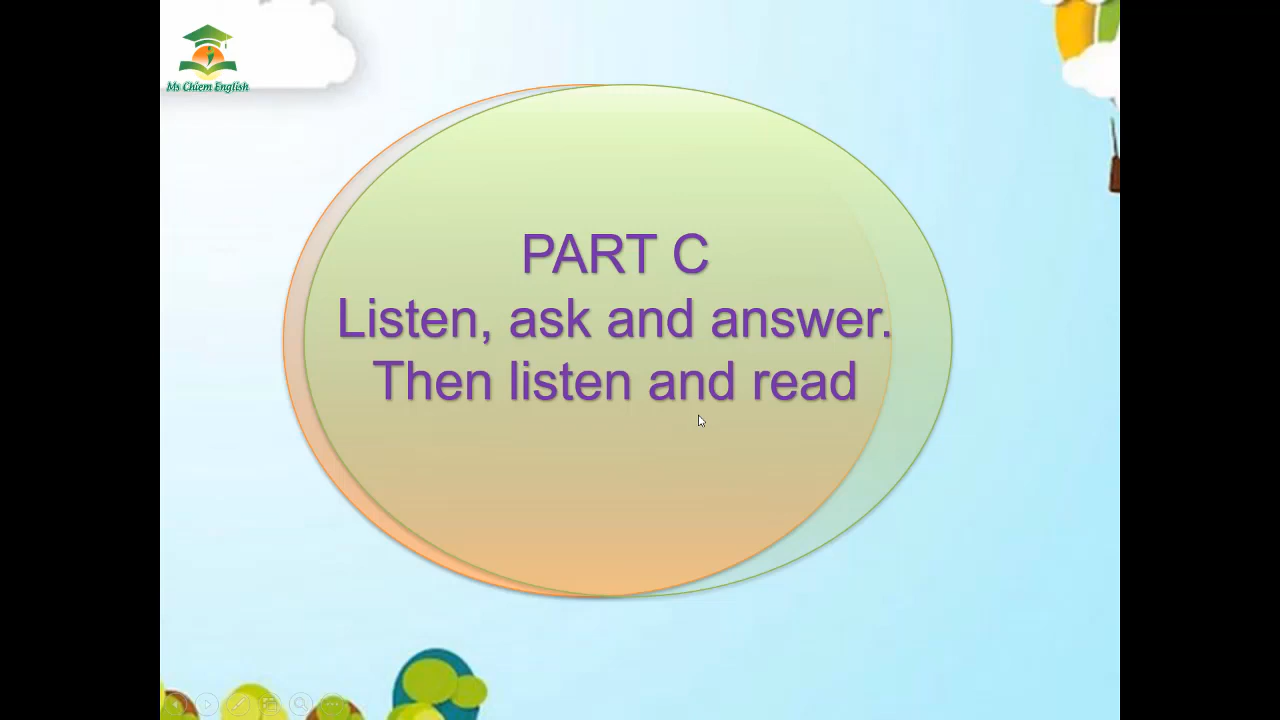 Ms Chiem English
PART C
Listen, ask and answer.
Then listen and read